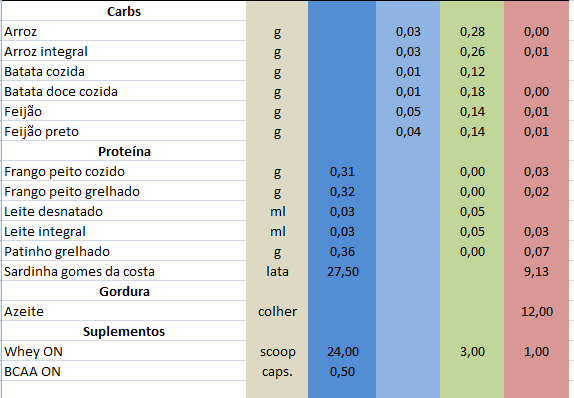 Carbs
Arroz g 0,03 0,28 0,00
Arroz integral g 0,03 0,26 0,01
Batata cozida g 0,01 0,12
Batata doce cozida g 0,01 0,18 0,00
Feijão g 0,05 0,14 0,01
Feijão preto g 0,04 0,14 0,01
Proteína
Frango peito cozido g 0,31 0,00 0,03
Frango peito grelhado g 0,32 0,00 0,02
Leite desnatado ml 0,03 0,05
Leite integral ml 0,03 0,05 0,03
Patinho grelhado g 0,36 0,00 0,07
Sardinha gomes da costa lata 27,50 9,13
Gordura
Azeite colher 12,00
Suplementos
Whey ON scoop 24,00 3,00 1,00
BCAA ON caps. 0,50